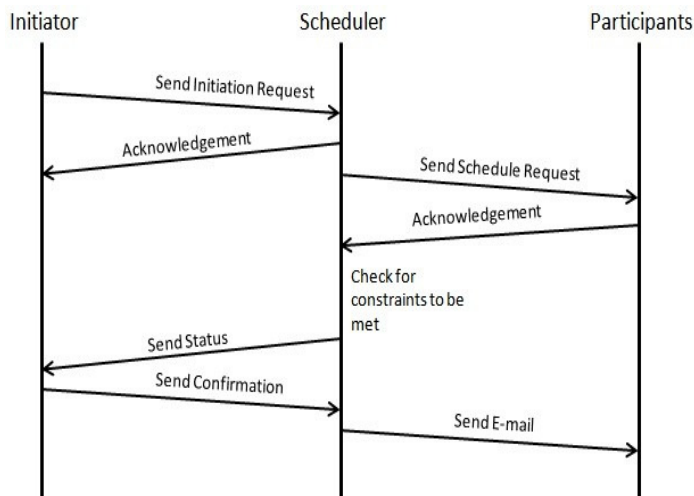 Initiator
Scheduler
Participants
Send Initiation Request
Acknowledgement
Send Schedule Request
Acknowledgement
Check for
constraints to be
met
Send Status
Send Confirmation
Send E-mail